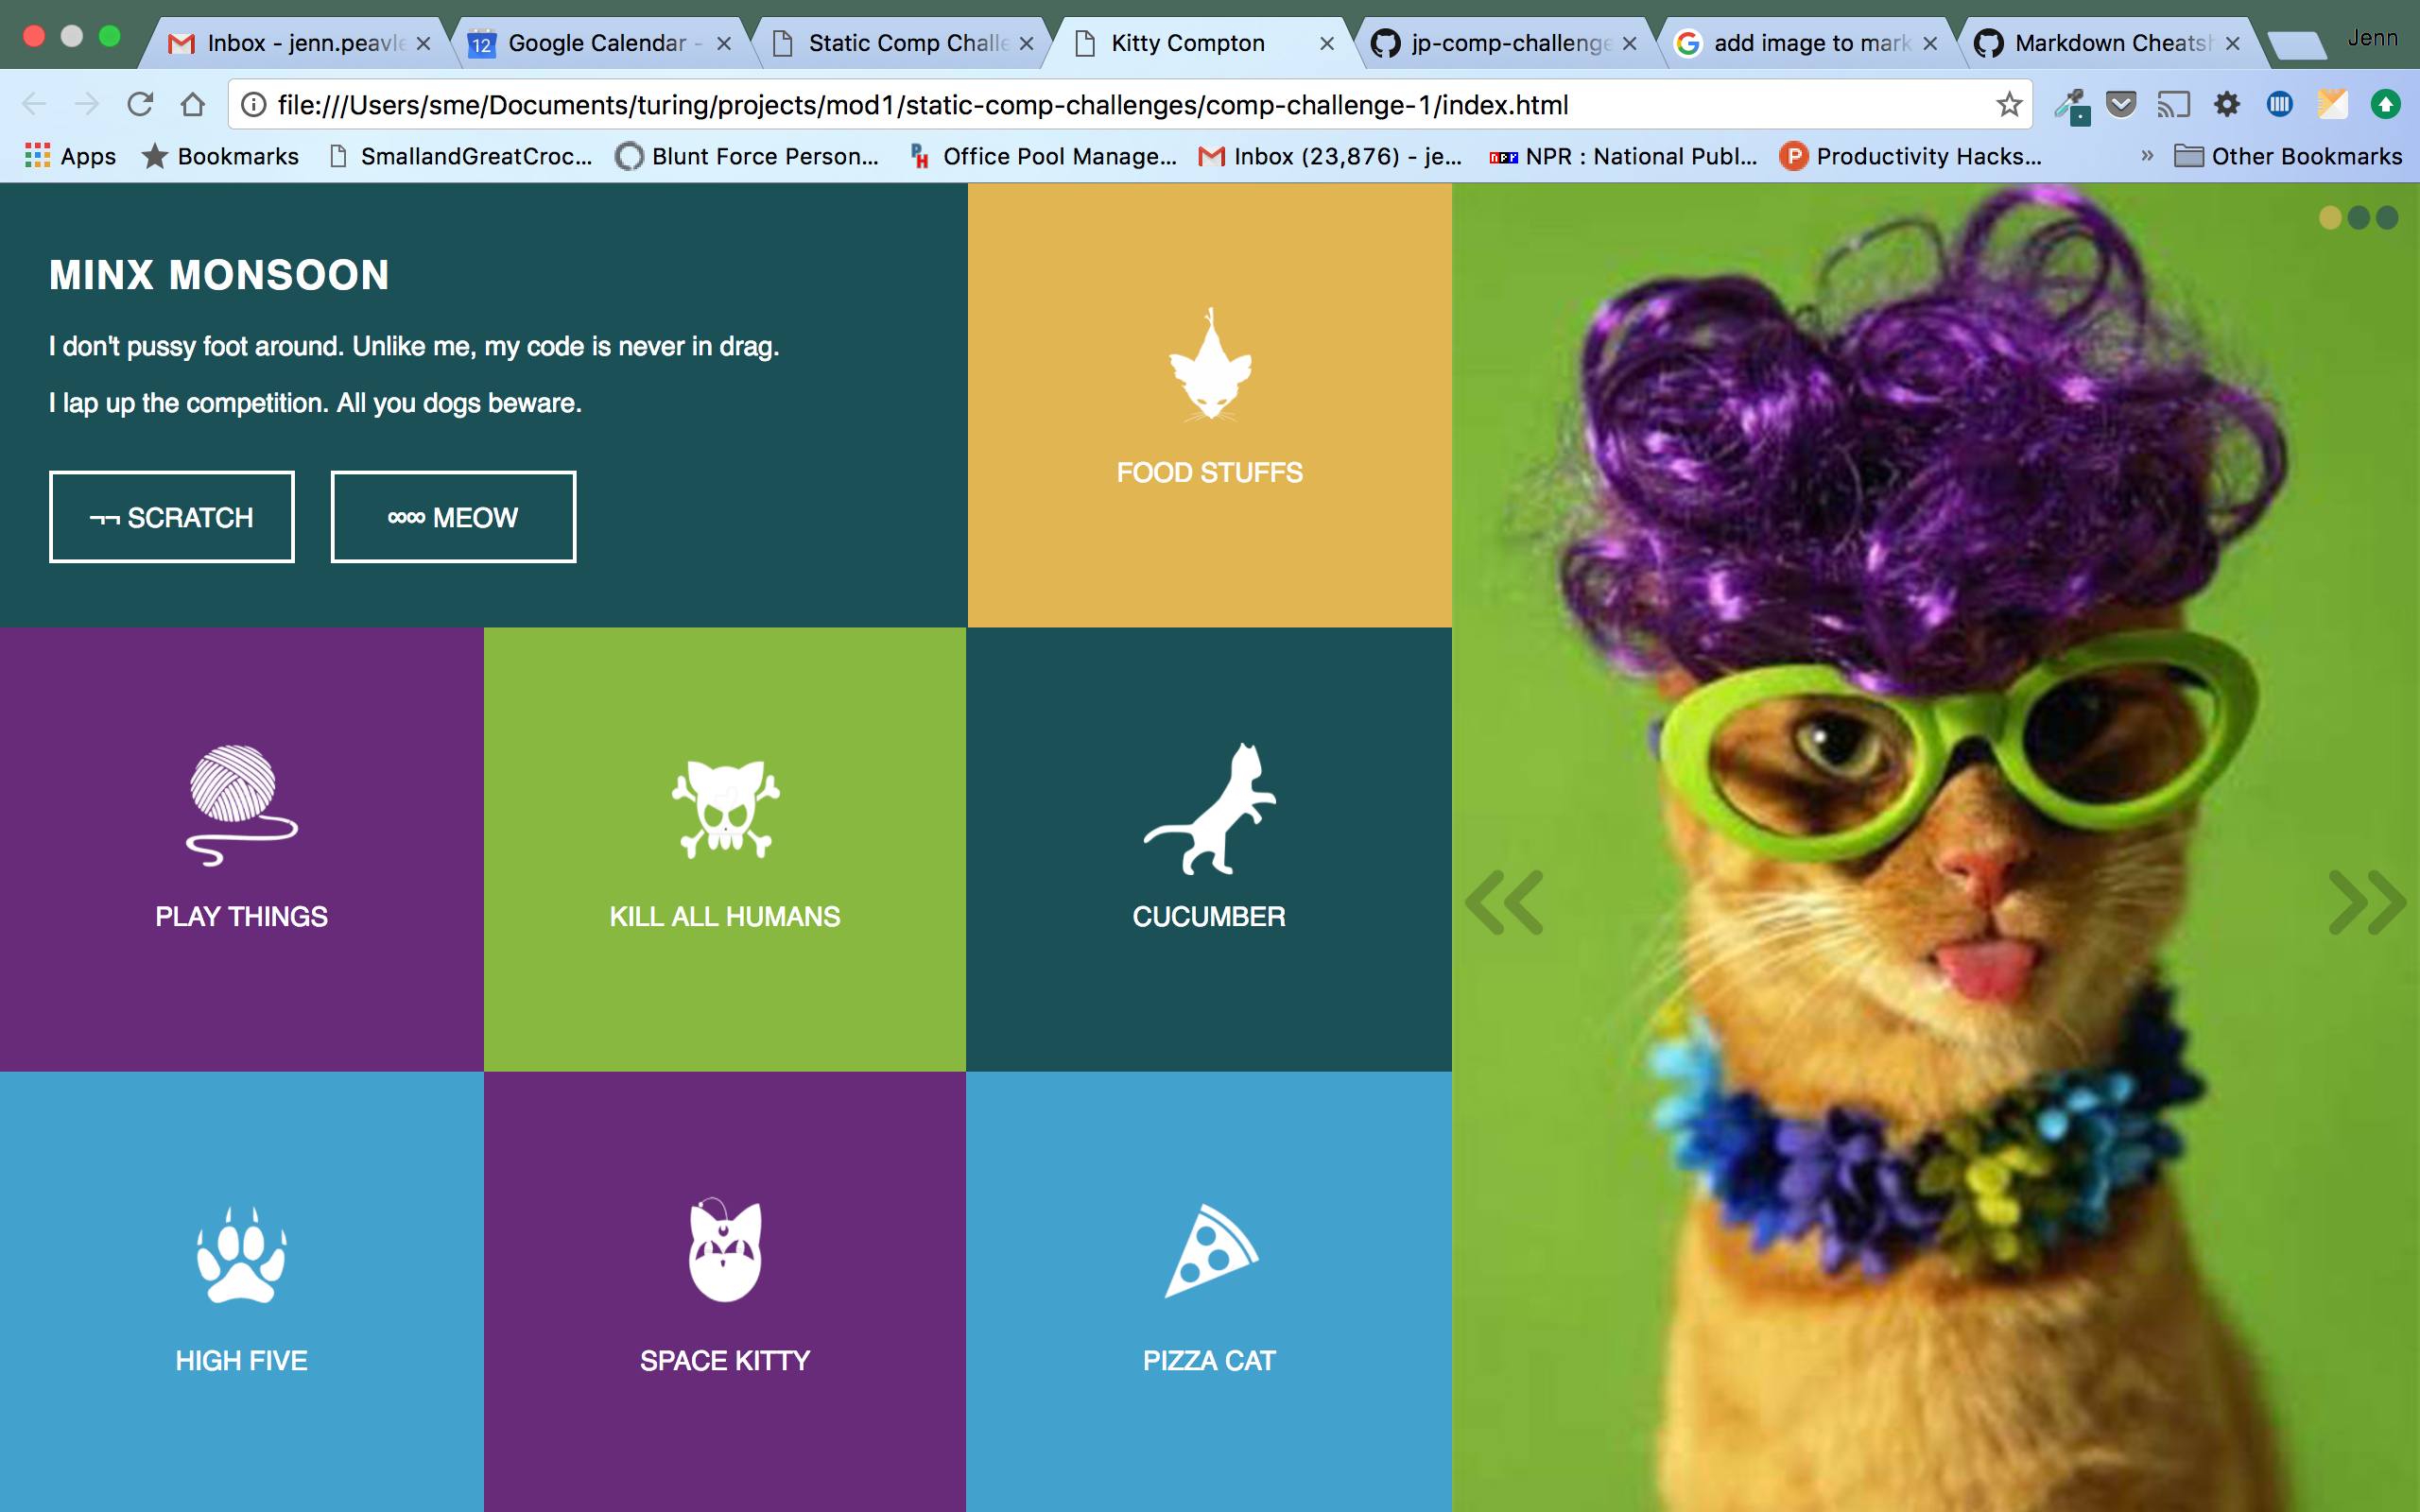 Inbox - jenn.peavle
Google Calendar -
Static Comp Challe
Kitty Compton
jp-comp-challenge
add image to mark
Markdown Cheatsh
Jenn
file:///Users/sme/Documents/turing/projects/mod1/static-comp-challenges/comp-challenge-1/index.html
Apps
Bookmarks
SmallandGreatCroc...
Blunt Force Person...
Office Pool Manage...
Inbox (23,876) - je...
NPR : National Publ...
Productivity Hacks...
» Other Bookmarks
MINX MONSOON
I don't pussy foot around. Unlike me, my code is never in drag.
I lap up the competition. All you dogs beware.
¬¬ SCRATCH
∞∞ MEOW
FOOD STUFFS
PLAY THINGS
KILL ALL HUMANS
CUCUMBER
HIGH FIVE
SPACE KITTY
PIZZA CAT